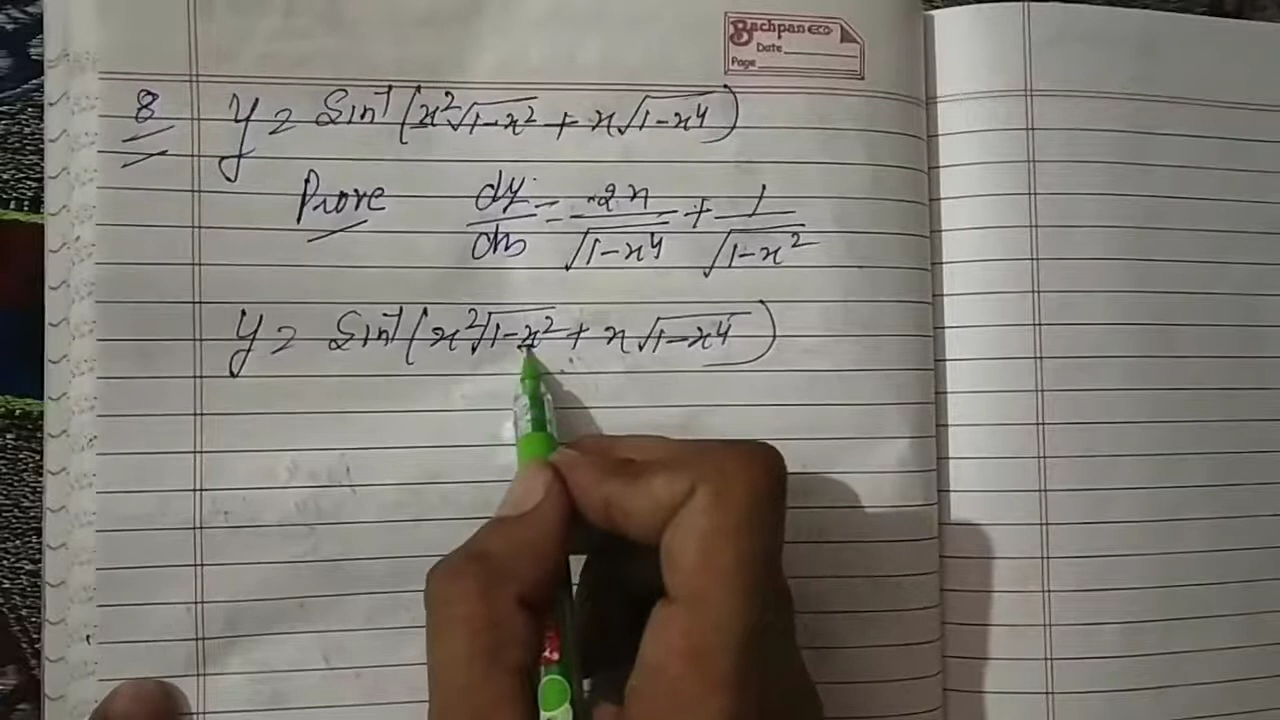 Bachpan
Date
Page
8 y = Sin⁻¹(x²√1-x² + x√1-x⁴)
Prove dy/dx = 2x/√1-x⁴ + 1/√1-x²
y = Sin⁻¹(x²√1-x² + x√1-x⁴)